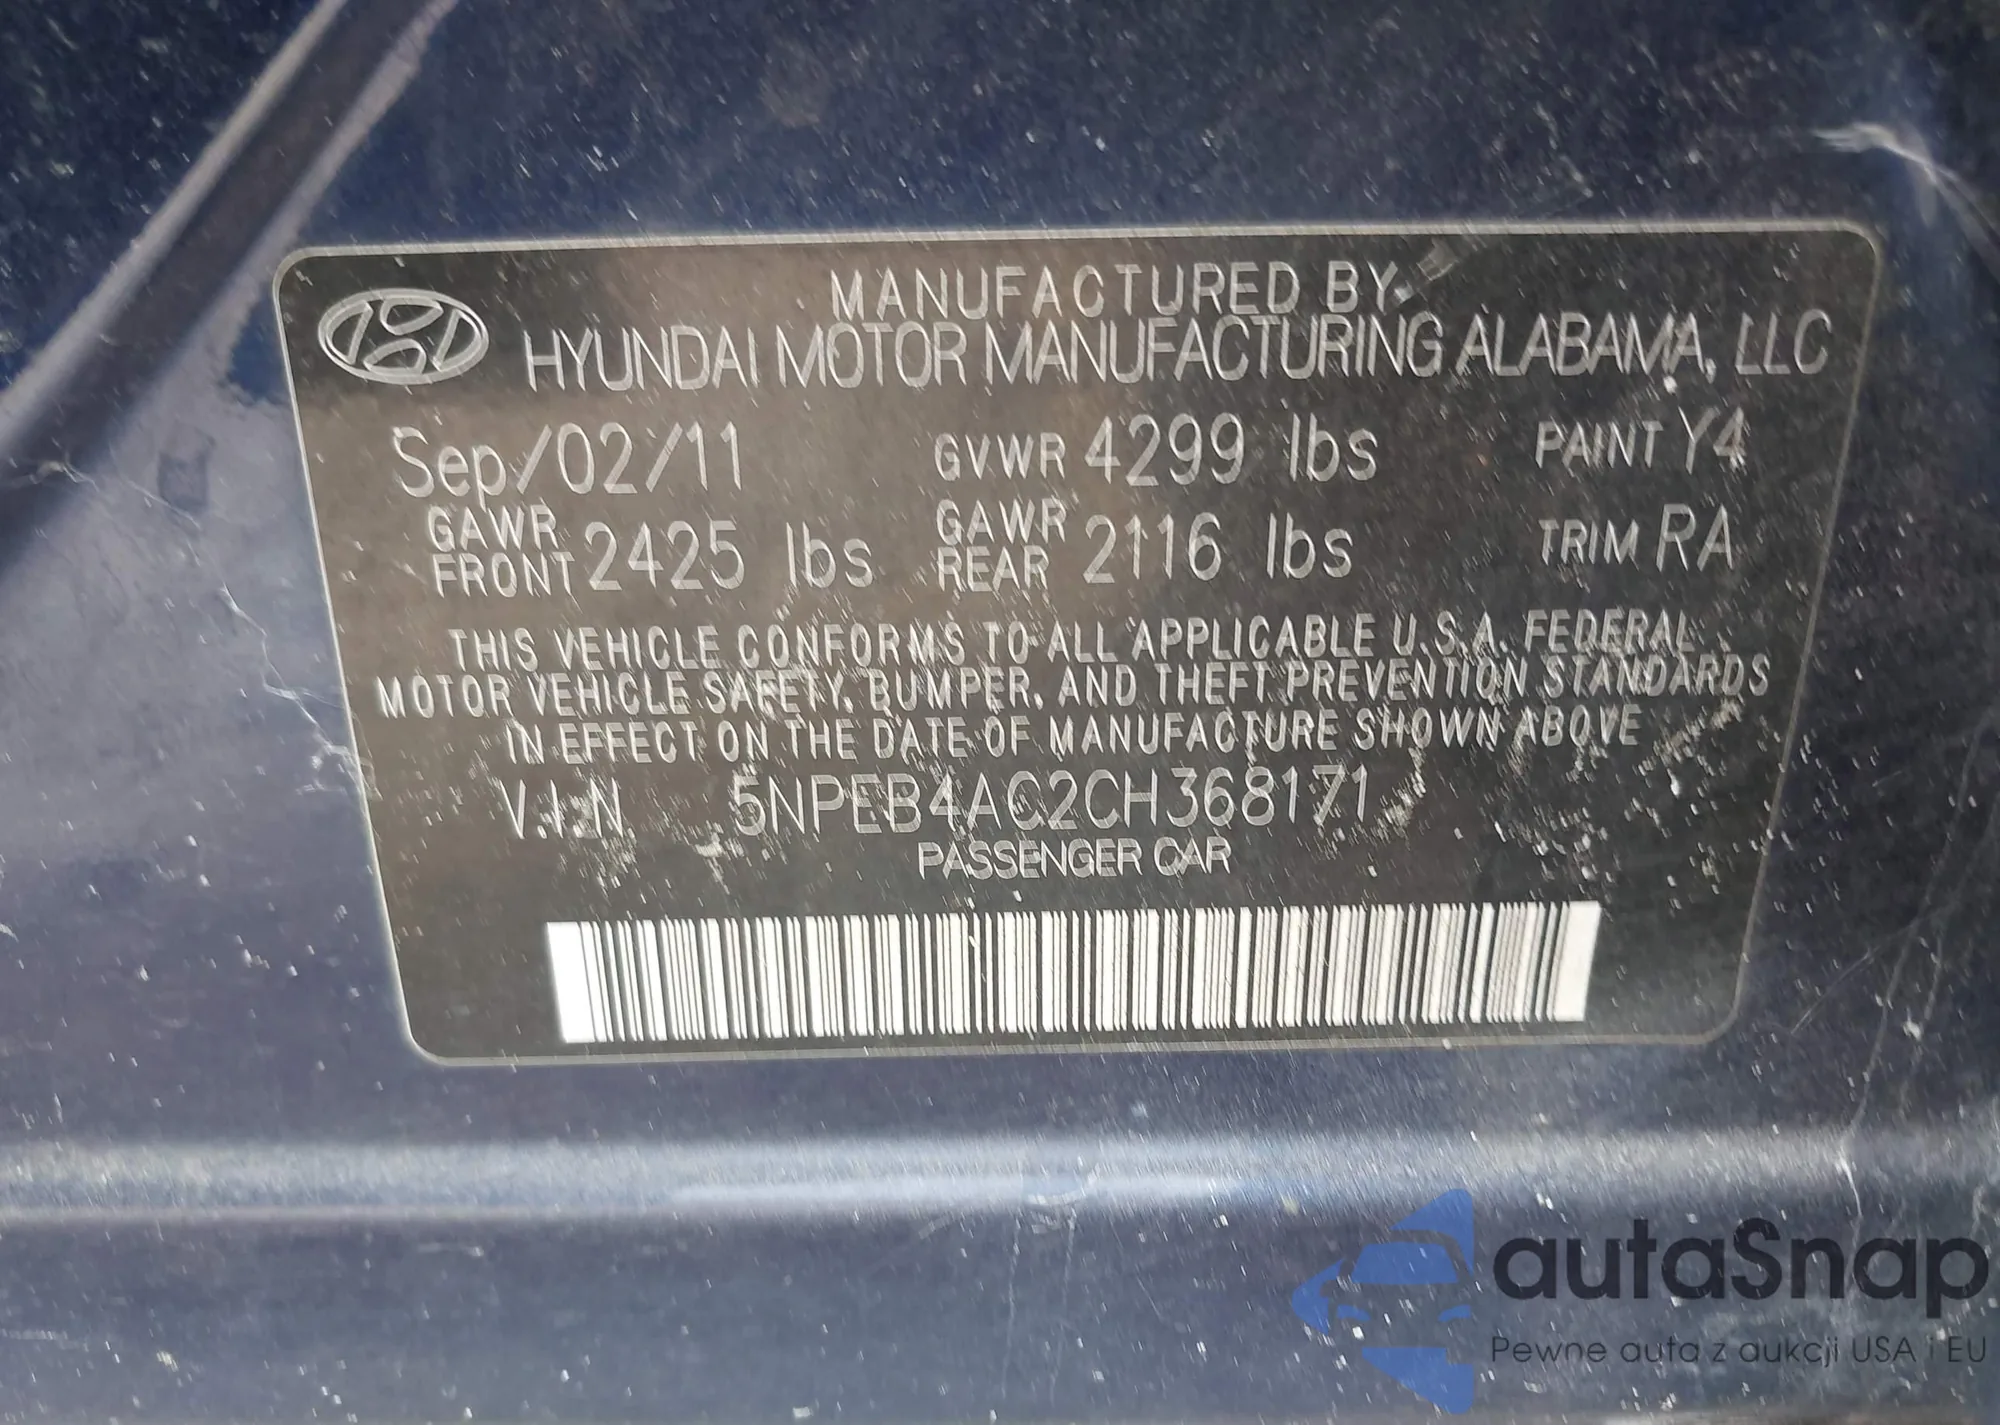 MANUFACTURED BY
HYUNDAI MOTOR MANUFACTURING ALABAMA, LLC
Sep/02/11 GVWR 4299 lbs PAINT Y4
GAWR FRONT 2425 lbs GAWR REAR 2116 lbs TRIM RA
THIS VEHICLE CONFORMS TO ALL APPLICABLE U.S.A. FEDERAL
MOTOR VEHICLE SAFETY, BUMPER, AND THEFT PREVENTION STANDARDS
IN EFFECT ON THE DATE OF MANUFACTURE SHOWN ABOVE
V.I.N. 5NPEB4AC2CH368171
PASSENGER CAR
autaSnap
Pewne auta z aukcji USA i EU